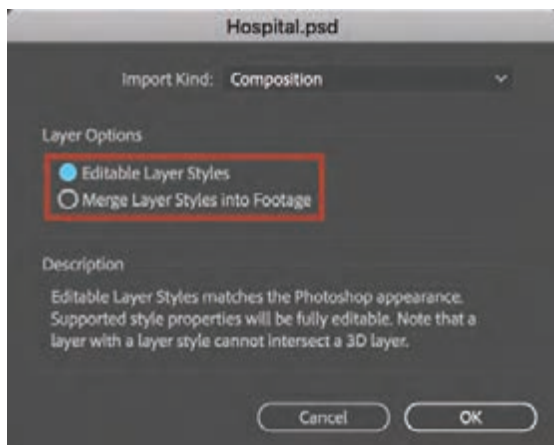 Hospital.psd
Import Kind: Composition
Layer Options
Editable Layer Styles
Merge Layer Styles into Footage
Description
Editable Layer Styles matches the Photoshop appearance.
Supported style properties will be fully editable. Note that a
layer with a layer style cannot intersect a 3D layer.
Cancel OK